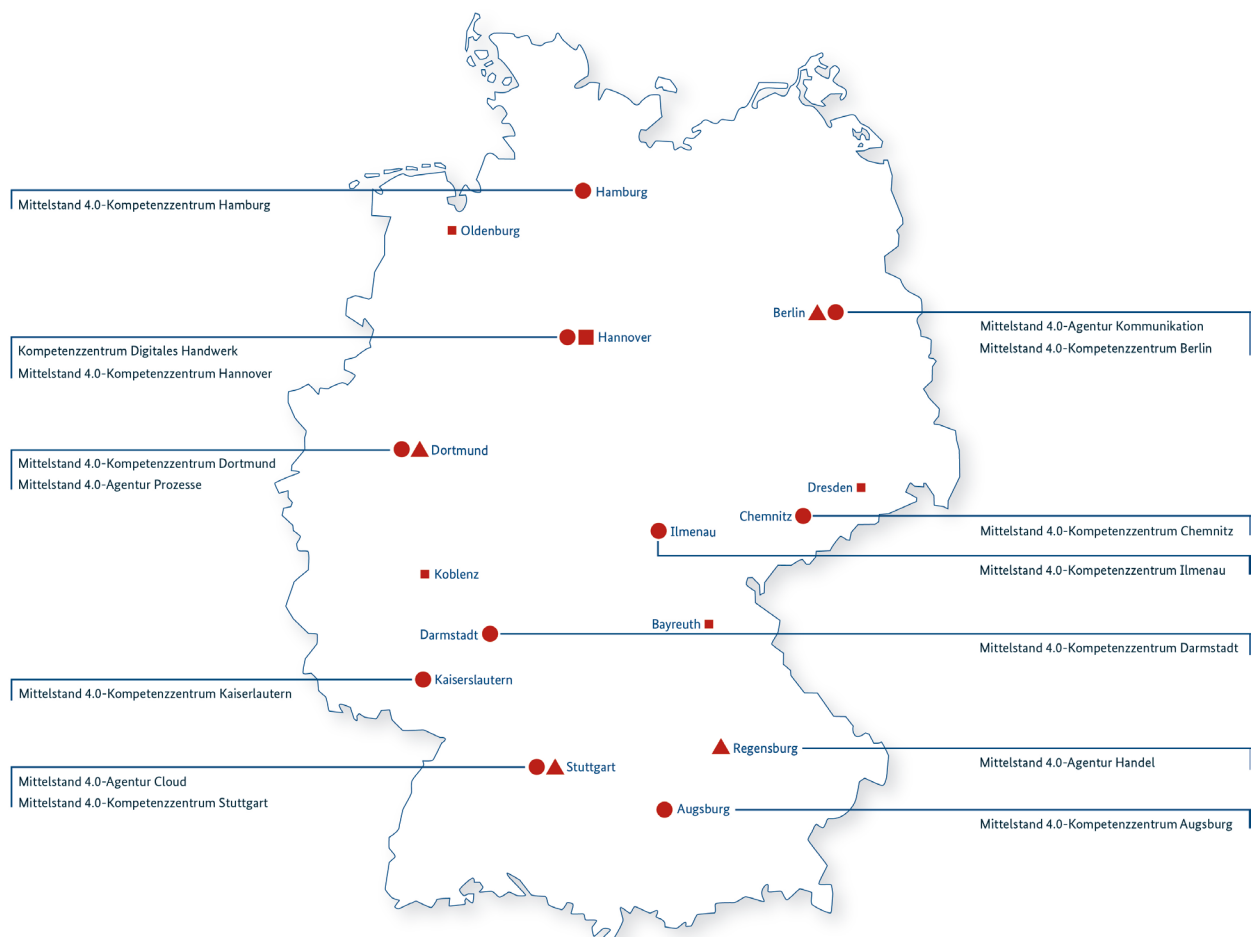 Hamburg
Mittelstand 4.0-Kompetenzzentrum Hamburg
Oldenburg
Berlin
Mittelstand 4.0-Agentur Kommunikation
Mittelstand 4.0-Kompetenzzentrum Berlin
Hannover
Kompetenzzentrum Digitales Handwerk
Mittelstand 4.0-Kompetenzzentrum Hannover
Dortmund
Mittelstand 4.0-Kompetenzzentrum Dortmund
Mittelstand 4.0-Agentur Prozesse
Dresden
Chemnitz
Mittelstand 4.0-Kompetenzzentrum Chemnitz
Ilmenau
Mittelstand 4.0-Kompetenzzentrum Ilmenau
Koblenz
Bayreuth
Darmstadt
Mittelstand 4.0-Kompetenzzentrum Darmstadt
Kaiserslautern
Mittelstand 4.0-Kompetenzzentrum Kaiserlautern
Regensburg
Mittelstand 4.0-Agentur Handel
Stuttgart
Mittelstand 4.0-Agentur Cloud
Mittelstand 4.0-Kompetenzzentrum Stuttgart
Augsburg
Mittelstand 4.0-Kompetenzzentrum Augsburg